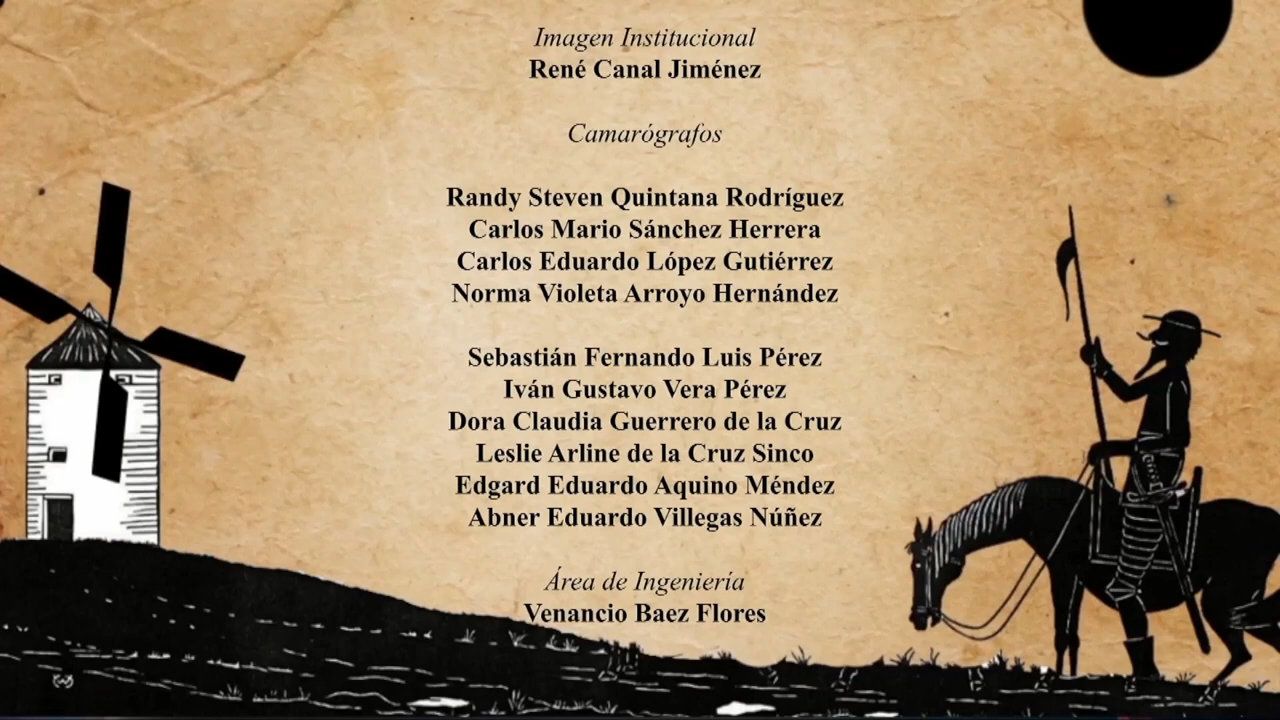 Imagen Institucional
René Canal Jiménez
Camarógrafos
Randy Steven Quintana Rodríguez
Carlos Mario Sánchez Herrera
Carlos Eduardo López Gutiérrez
Norma Violeta Arroyo Hernández
Sebastián Fernando Luis Pérez
Iván Gustavo Vera Pérez
Dora Claudia Guerrero de la Cruz
Leslie Arline de la Cruz Sinco
Edgard Eduardo Aquino Méndez
Abner Eduardo Villegas Núñez
Área de Ingeniería
Venancio Baez Flores